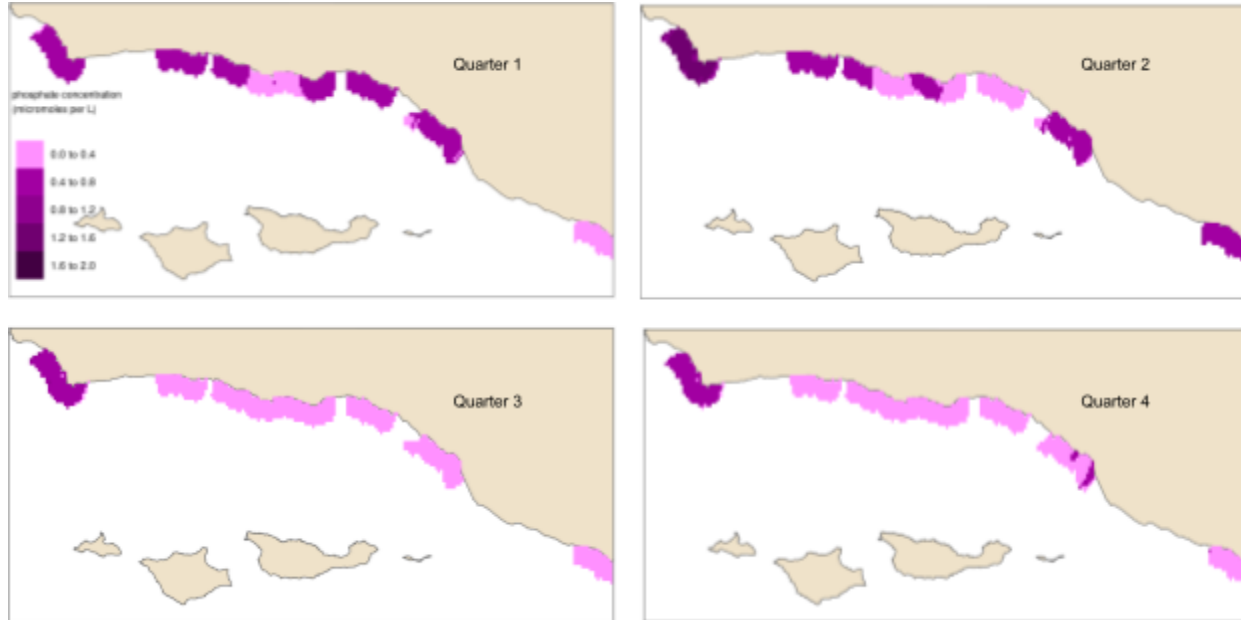 Quarter 1
phosphate concentration
(micromoles per L)
0.0 to 0.4
0.4 to 0.8
0.8 to 1.2
1.2 to 1.6
1.6 to 2.0
Quarter 2
Quarter 3
Quarter 4